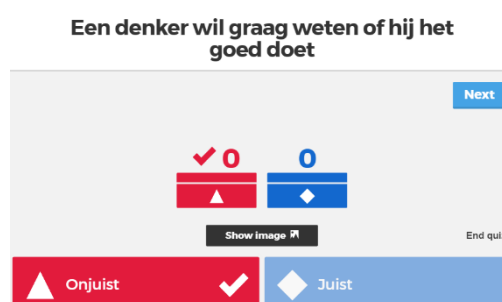 Een denker wil graag weten of hij het
goed doet
Next
0
0
Show image
End qui
Onjuist
Juist